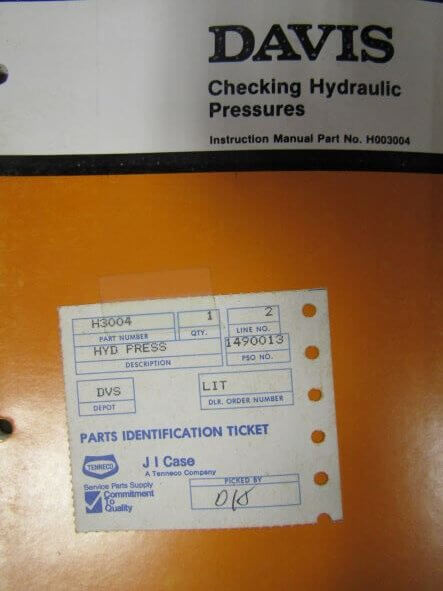 DAVIS
Checking Hydraulic
Pressures
Instruction Manual Part No. H003004
H3004 1 2
PART NUMBER QTY. LINE NO.
HYD PRESS 1490013
DESCRIPTION PSO NO.
DVS LIT
DEPOT DLR. ORDER NUMBER
PARTS IDENTIFICATION TICKET
TENNECO
J I Case
A Tenneco Company
Service Parts Supply
Commitment
To
Quality
PICKED BY